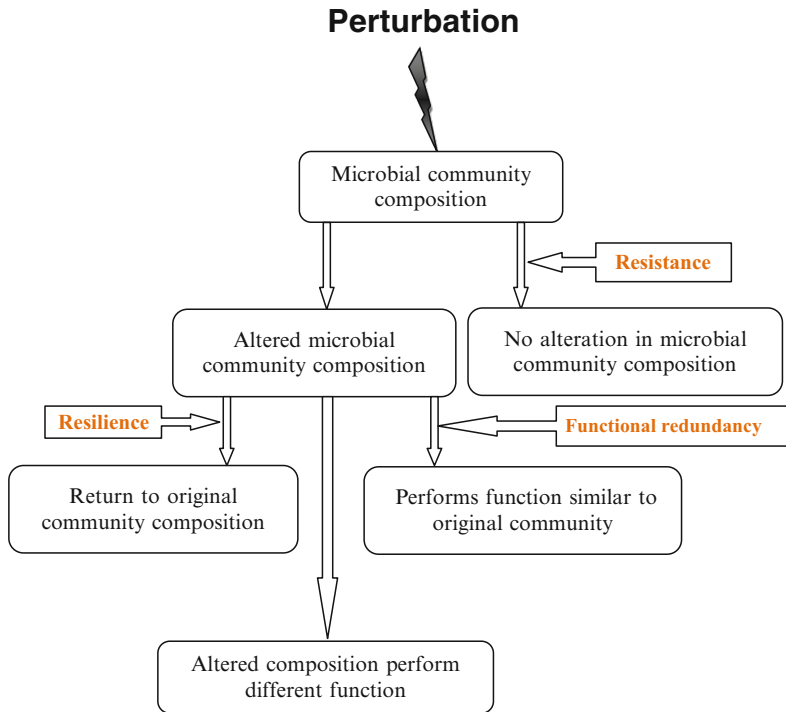 Perturbation
Microbial community
composition
Resistance
Altered microbial
community composition
No alteration in microbial
community composition
Resilience
Functional redundancy
Return to original
community composition
Performs function similar to
original community
Altered composition perform
different function